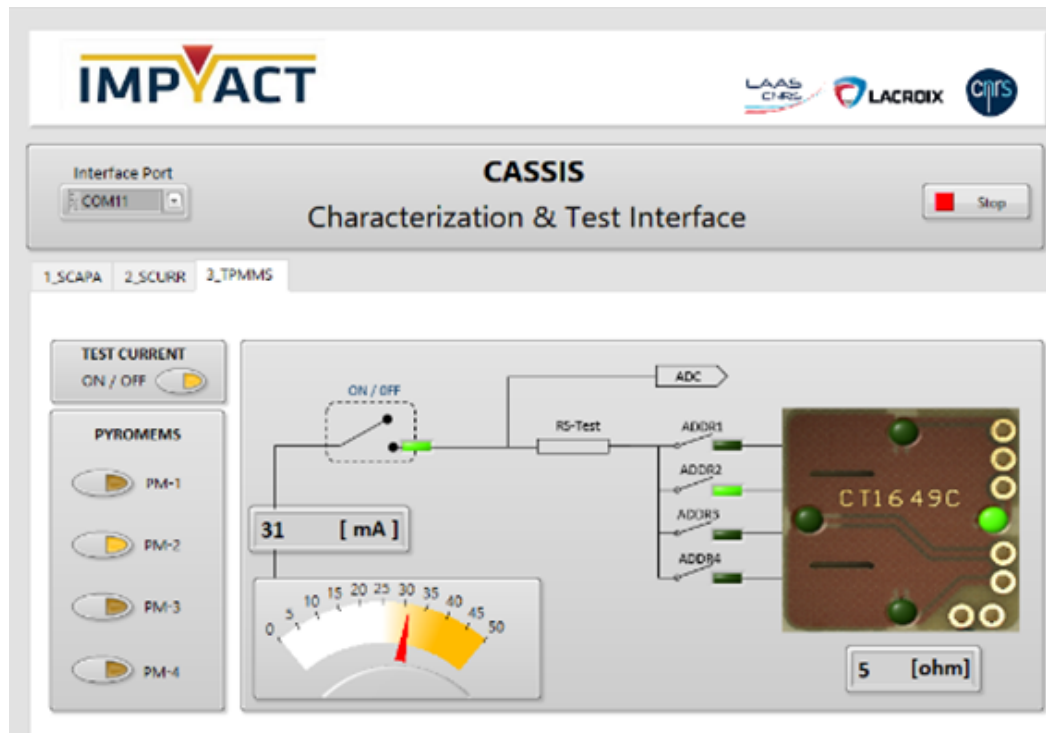 IMPYACT
LAAS
CNRS
LACROIX
cnrs
Interface Port
COM11
CASSIS
Characterization & Test Interface
Stop
1_SCAPA 2_SCURR 3_TPMMS
TEST CURRENT
ON / OFF
PYROMEMS
PM-1
PM-2
PM-3
PM-4
ON / OFF
ADC
RS-Test
ADDR1
ADDR2
ADDR3
ADDR4
CT1649C
31 [ mA ]
0 5 10 15 20 25 30 35 40 45 50
5 [ohm]